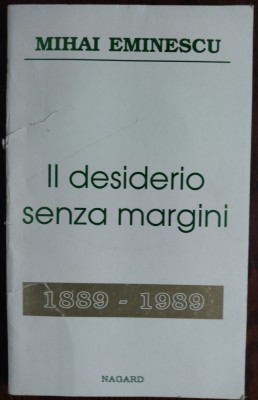 MIHAI EMINESCU
Il desiderio
senza margini
1889 - 1989
NAGARD